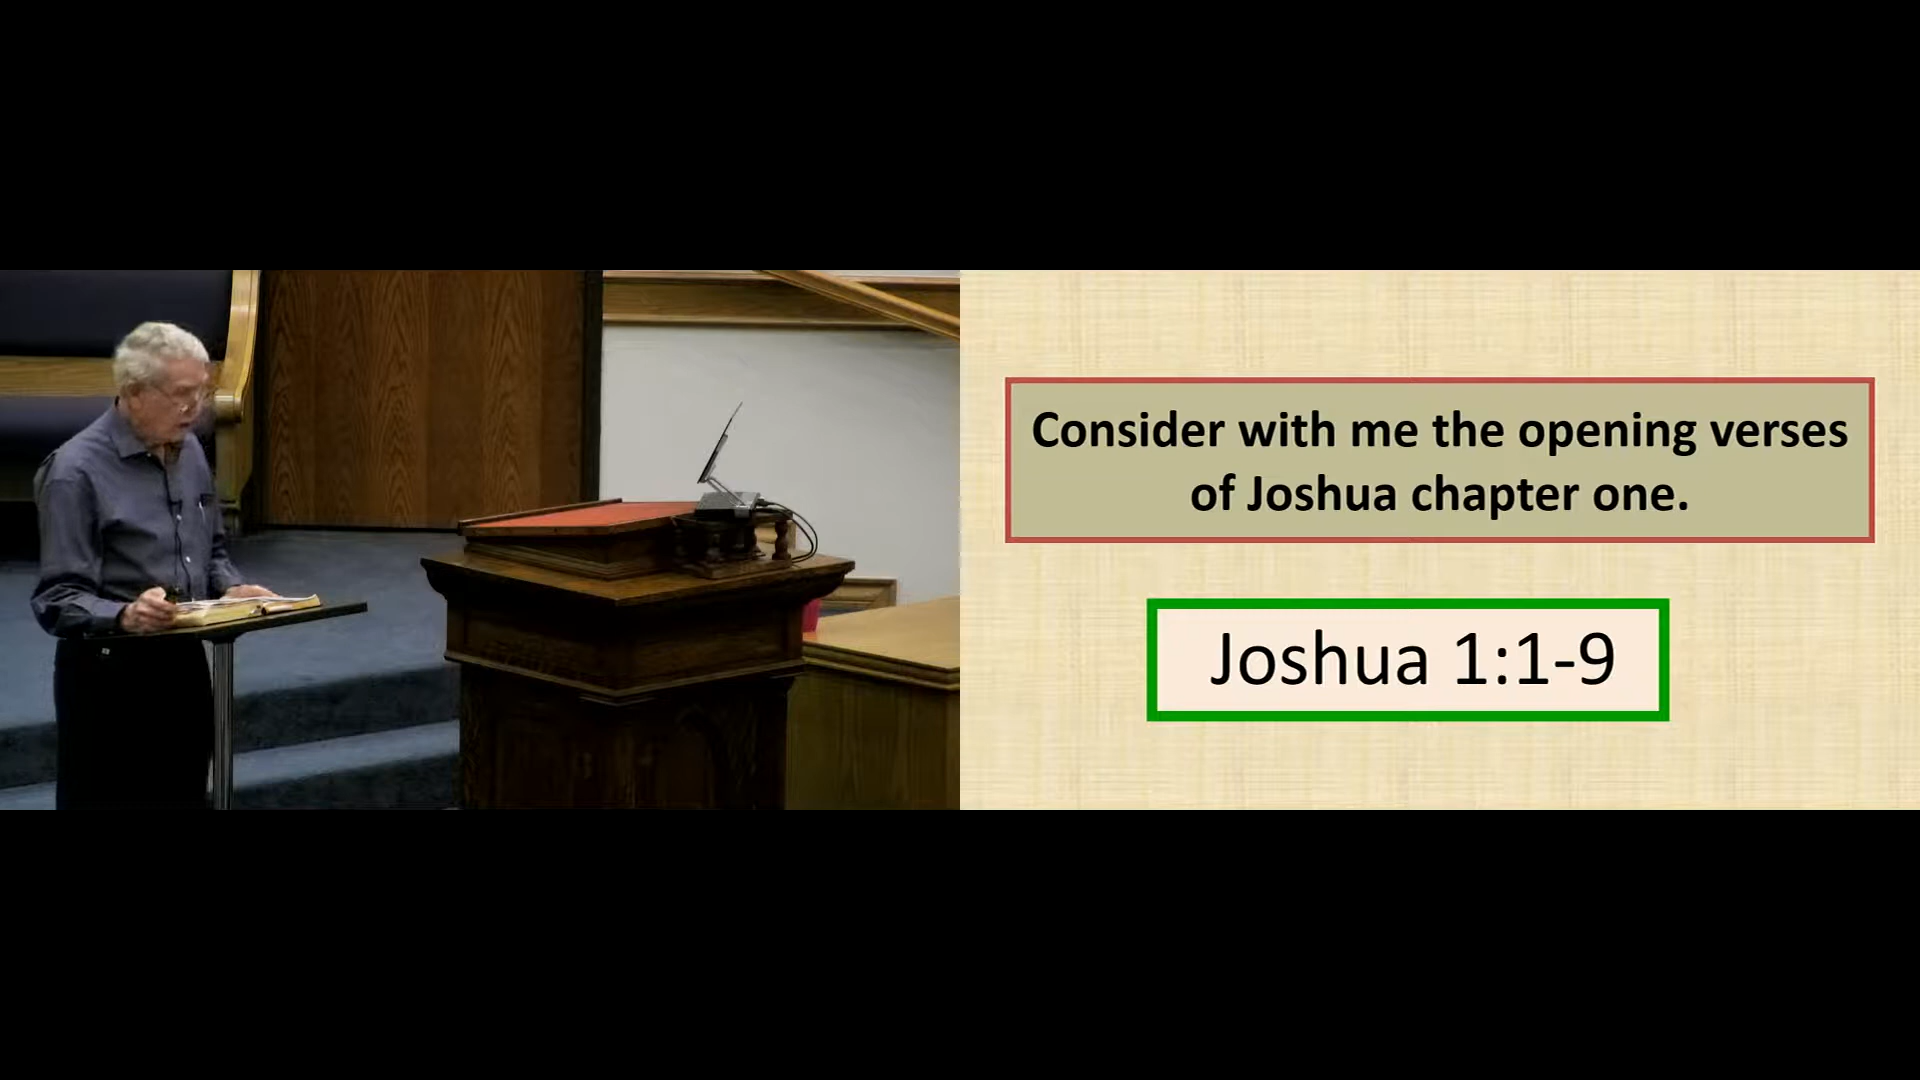 Consider with me the opening verses
of Joshua chapter one.
Joshua 1:1-9